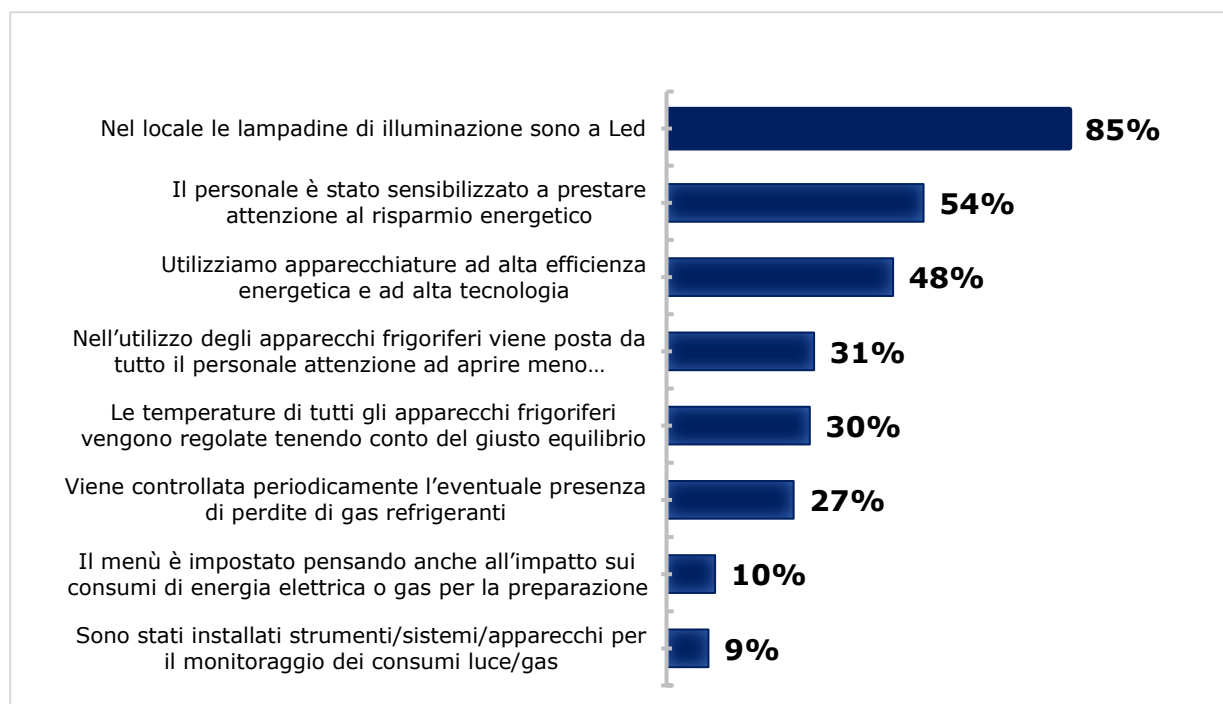 Nel locale le lampadine di illuminazione sono a Led
85%
Il personale è stato sensibilizzato a prestare
attenzione al risparmio energetico
54%
Utilizziamo apparecchiature ad alta efficienza
energetica e ad alta tecnologia
48%
Nell’utilizzo degli apparecchi frigoriferi viene posta da
tutto il personale attenzione ad aprire meno…
31%
Le temperature di tutti gli apparecchi frigoriferi
vengono regolate tenendo conto del giusto equilibrio
30%
Viene controllata periodicamente l’eventuale presenza
di perdite di gas refrigeranti
27%
Il menù è impostato pensando anche all’impatto sui
consumi di energia elettrica o gas per la preparazione
10%
Sono stati installati strumenti/sistemi/apparecchi per
il monitoraggio dei consumi luce/gas
9%